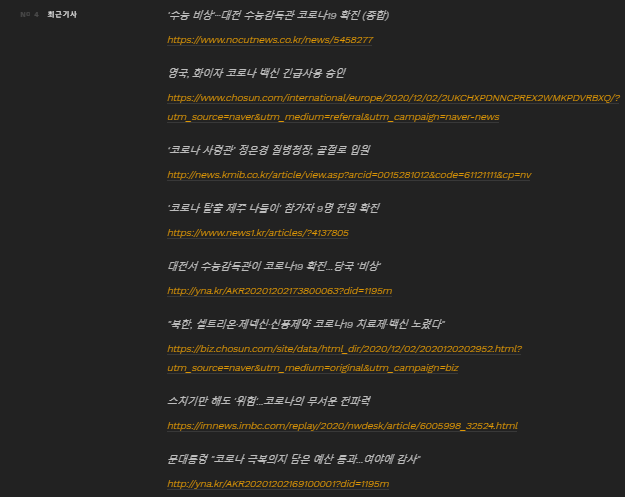 Nº 4 최근기사
'수능 비상'…대전 수능감독관 코로나19 확진 (종합)
https://www.nocutnews.co.kr/news/5458277
영국, 화이자 코로나 백신 긴급사용 승인
https://www.chosun.com/international/europe/2020/12/02/2UKCHXPDNNCPREX2WMKPDVRBXQ/?
utm_source=naver&utm_medium=referral&utm_campaign=naver-news
'코로나 사령관' 정은경 질병청장, 골절로 입원
http://news.kmib.co.kr/article/view.asp?arcid=0015281012&code=61121111&cp=nv
'코로나 탈출 제주 나들이' 참가자 9명 전원 확진
https://www.news1.kr/articles/?4137805
대전서 수능감독관이 코로나19 확진…당국 '비상'
http://yna.kr/AKR20201202173800063?did=1195m
"북한, 셀트리온·제넥신·신풍제약 코로나19 치료제·백신 노렸다"
https://biz.chosun.com/site/data/html_dir/2020/12/02/2020120202952.html?
utm_source=naver&utm_medium=original&utm_campaign=biz
스치기만 해도 '위험'…코로나의 무서운 전파력
https://imnews.imbc.com/replay/2020/nwdesk/article/6005998_32524.html
문대통령 "코로나 극복의지 담은 예산 통과…여야에 감사"
http://yna.kr/AKR20201202169100001?did=1195m